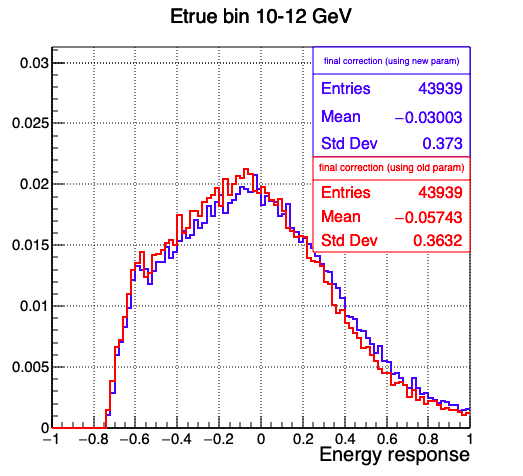 Etrue bin 10-12 GeV
final correction (using new param)
Entries 43939
Mean −0.03003
Std Dev 0.373
final correction (using old param)
Entries 43939
Mean −0.05743
Std Dev 0.3632
0.03
0.025
0.02
0.015
0.01
0.005
0
−1 −0.8 −0.6 −0.4 −0.2 0 0.2 0.4 0.6 0.8 1
Energy response